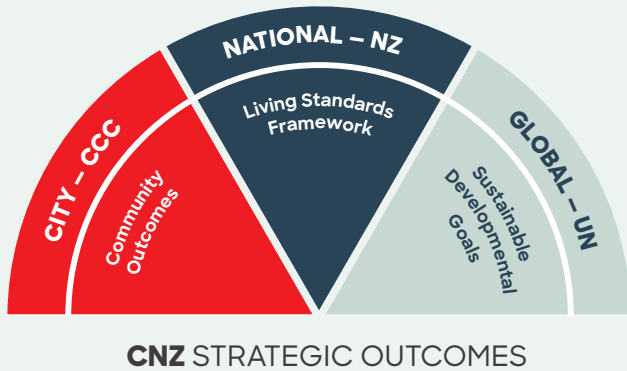 CITY – CCC
Community
Outcomes
NATIONAL – NZ
Living Standards
Framework
GLOBAL – UN
Sustainable
Developmental
Goals
CNZ STRATEGIC OUTCOMES